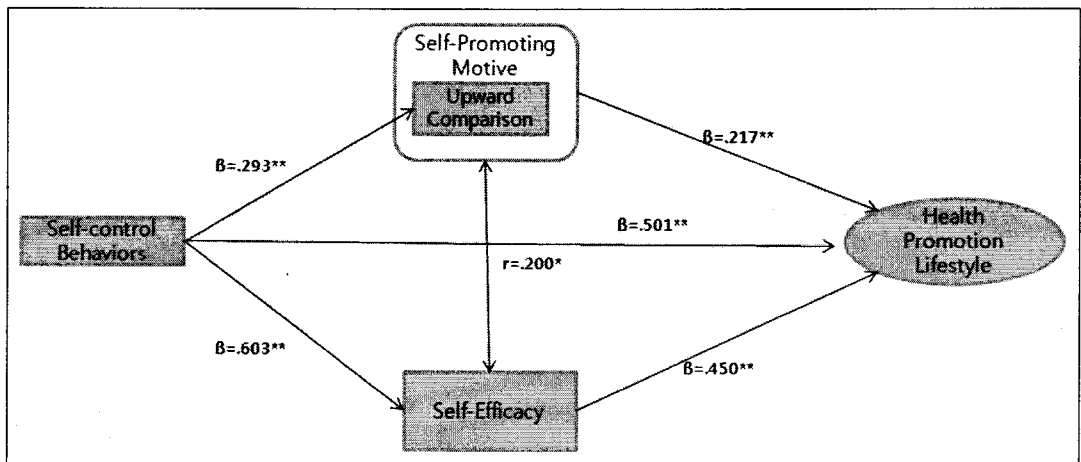 Self-Promoting
Motive
Upward
Comparison
ß=.293**
ß=.217**
Self-control
Behaviors
ß=.501**
r=.200*
Health
Promotion
Lifestyle
ß=.603**
ß=.450**
Self-Efficacy